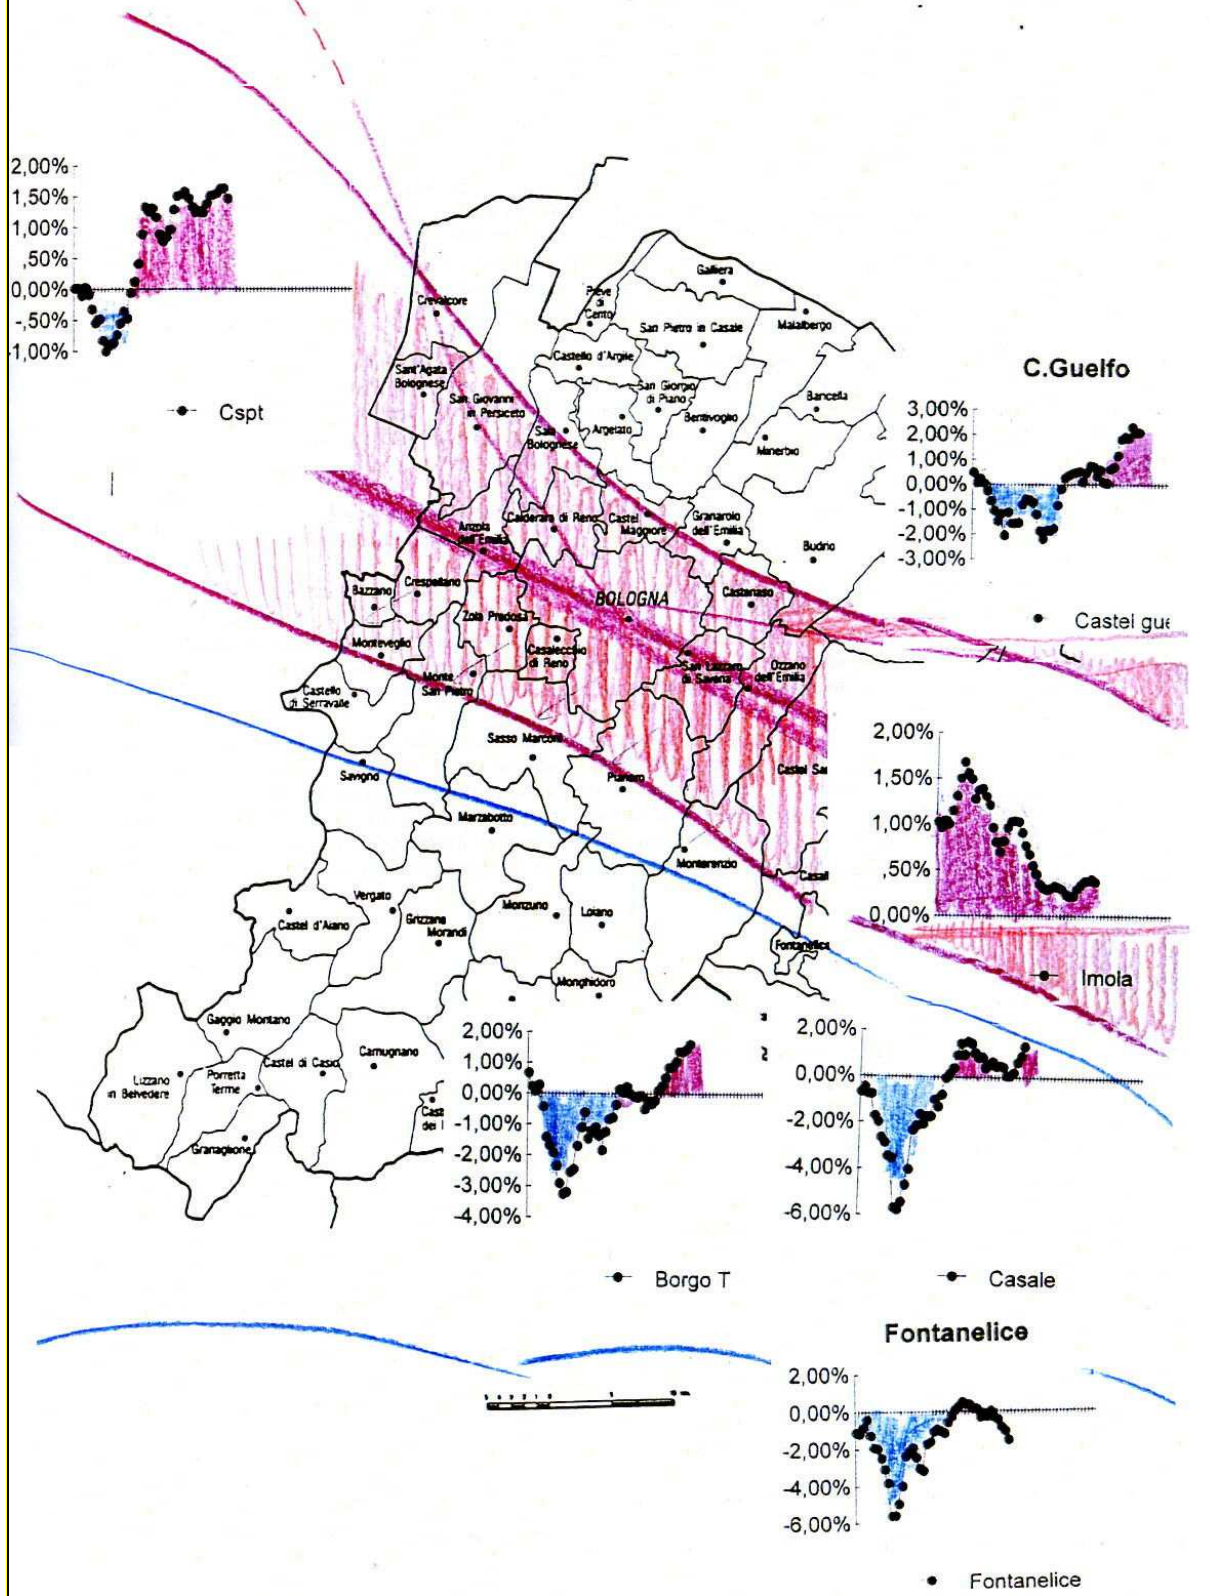 2,00%
1,50%
1,00%
,50%
0,00%
-,50%
1,00%
Cspt
Galliera
Pieve
di
Cento
San Pietro in Casale
Malalbergo
Crevalcore
Castello d'Argile
Sant'Agata
Bolognese
San Giovanni
in Persiceto
San Giorgio
di Piano
Bentivoglio
Argelato
Sala
Bolognese
Baricella
Minerbio
C.Guelfo
3,00%
2,00%
1,00%
0,00%
-1,00%
-2,00%
-3,00%
Castel gue
Anzola
dell'Emilia
Calderara di Reno
Castel
Maggiore
Granarolo
dell'Emilia
Budrio
Bazzano
Crespellano
BOLOGNA
Castenaso
Zola Predosa
Casalecchio
di Reno
Monteveglio
Monte
San Pietro
San Lazzaro
di Savena
Ozzano
dell'Emilia
Castello
di Serravalle
Sasso Marconi
Castel Sa
Savigno
Pianoro
Marzabotto
Monterenzio
Casal
2,00%
1,50%
1,00%
,50%
0,00%
Imola
Vergato
Castel d'Aiano
Grizzana
Morandi
Monzuno
Loiano
Fontanelice
Monghidoro
Gaggio Montano
Lizzano
in Belvedere
Porretta
Terme
Castel di Casio
Camugnano
Cast
dei
Granaglione
2,00%
1,00%
0,00%
-1,00%
-2,00%
-3,00%
-4,00%
Borgo T
2,00%
0,00%
-2,00%
-4,00%
-6,00%
Casale
Fontanelice
2,00%
0,00%
-2,00%
-4,00%
-6,00%
Fontanelice